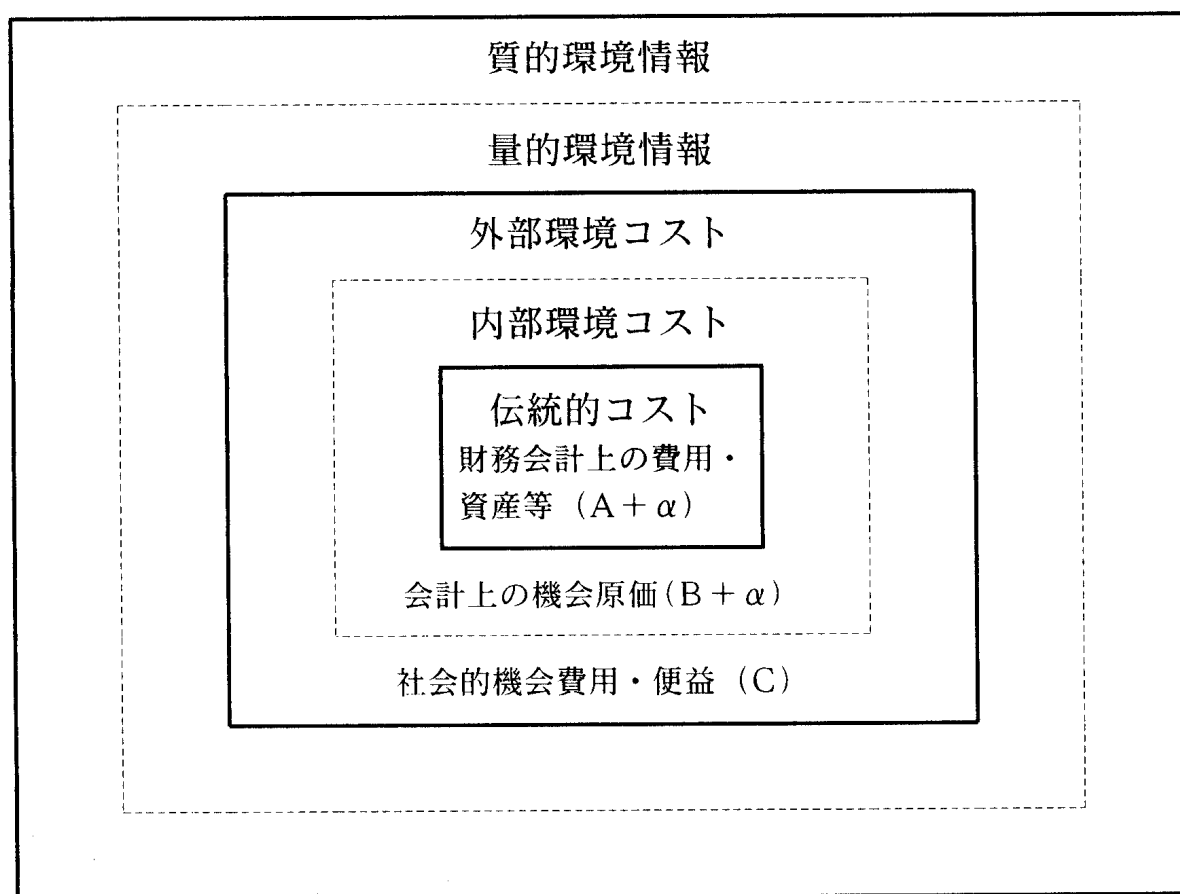 質的環境情報
量的環境情報
外部環境コスト
内部環境コスト
伝統的コスト
財務会計上の費用・
資産等（A＋α）
会計上の機会原価(B＋α)
社会的機会費用・便益（C）